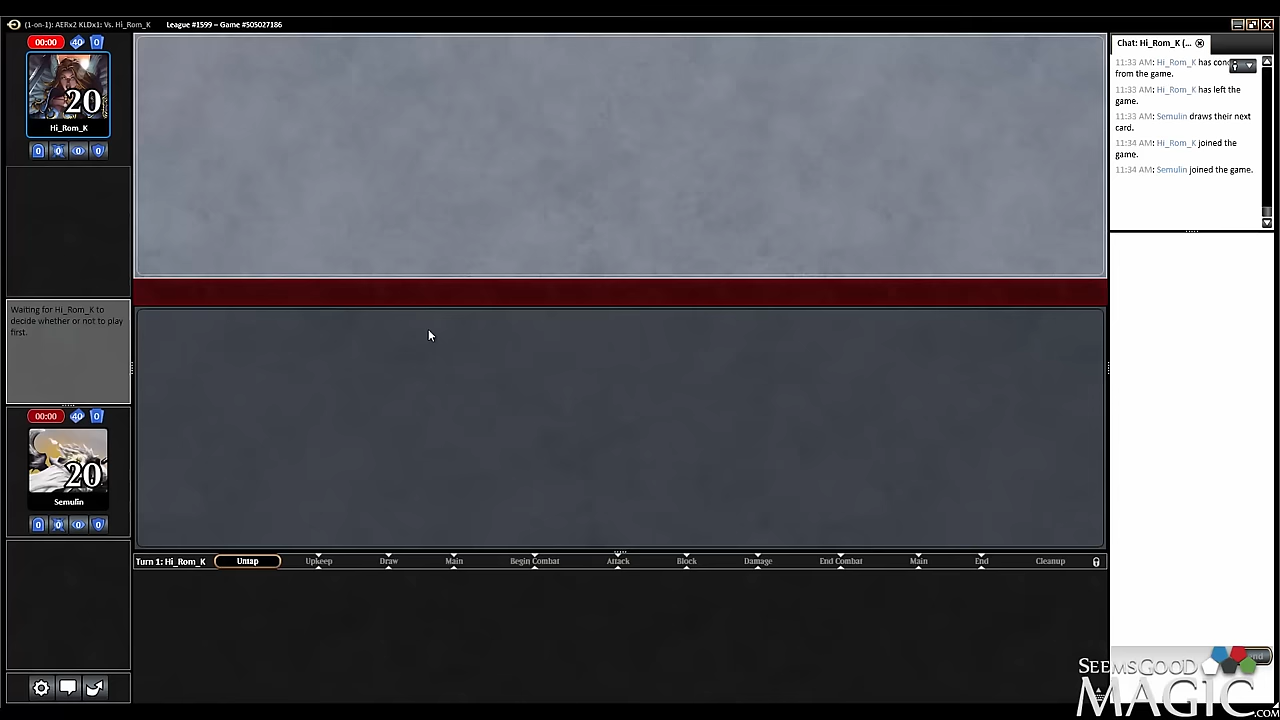 (1-on-1): AERx2 KLDx1: Vs. Hi_Rom_K League #1599 – Game #505027186
00:00 40 0
20
Hi_Rom_K
0 0 0 0
Waiting for Hi_Rom_K to
decide whether or not to play
first.
00:00 40 0
20
Semulin
0 0 0 0
Turn 1: Hi_Rom_K Untap Upkeep Draw Main Begin Combat Attack Block Damage End Combat Main End Cleanup
Chat: Hi_Rom_K (...
11:33 AM: Hi_Rom_K has
from the game.
11:33 AM: Hi_Rom_K has left the
game.
11:33 AM: Semulin draws their next
card.
11:34 AM: Hi_Rom_K joined the
game.
11:34 AM: Semulin joined the game.
SEEMSGOOD
MAGIC
.COM